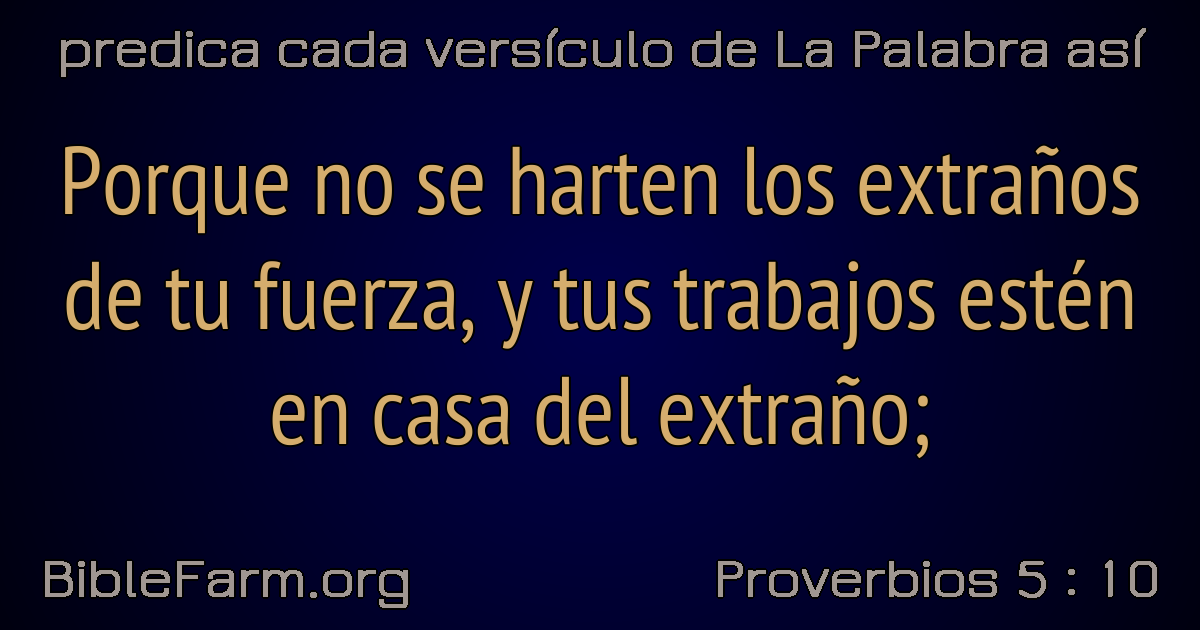 predica cada versículo de La Palabra así
Porque no se harten los extraños
de tu fuerza, y tus trabajos estén
en casa del extraño;
BibleFarm.org
Proverbios 5 : 10